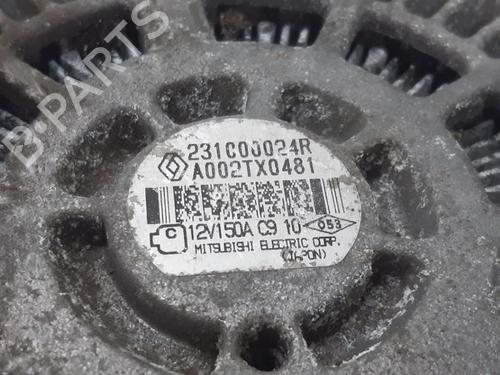 B-PARTS
231C00024R
A002TX0481
12V150A C9 10 053
MITSUBISHI ELECTRIC CORP.
(JAPON)